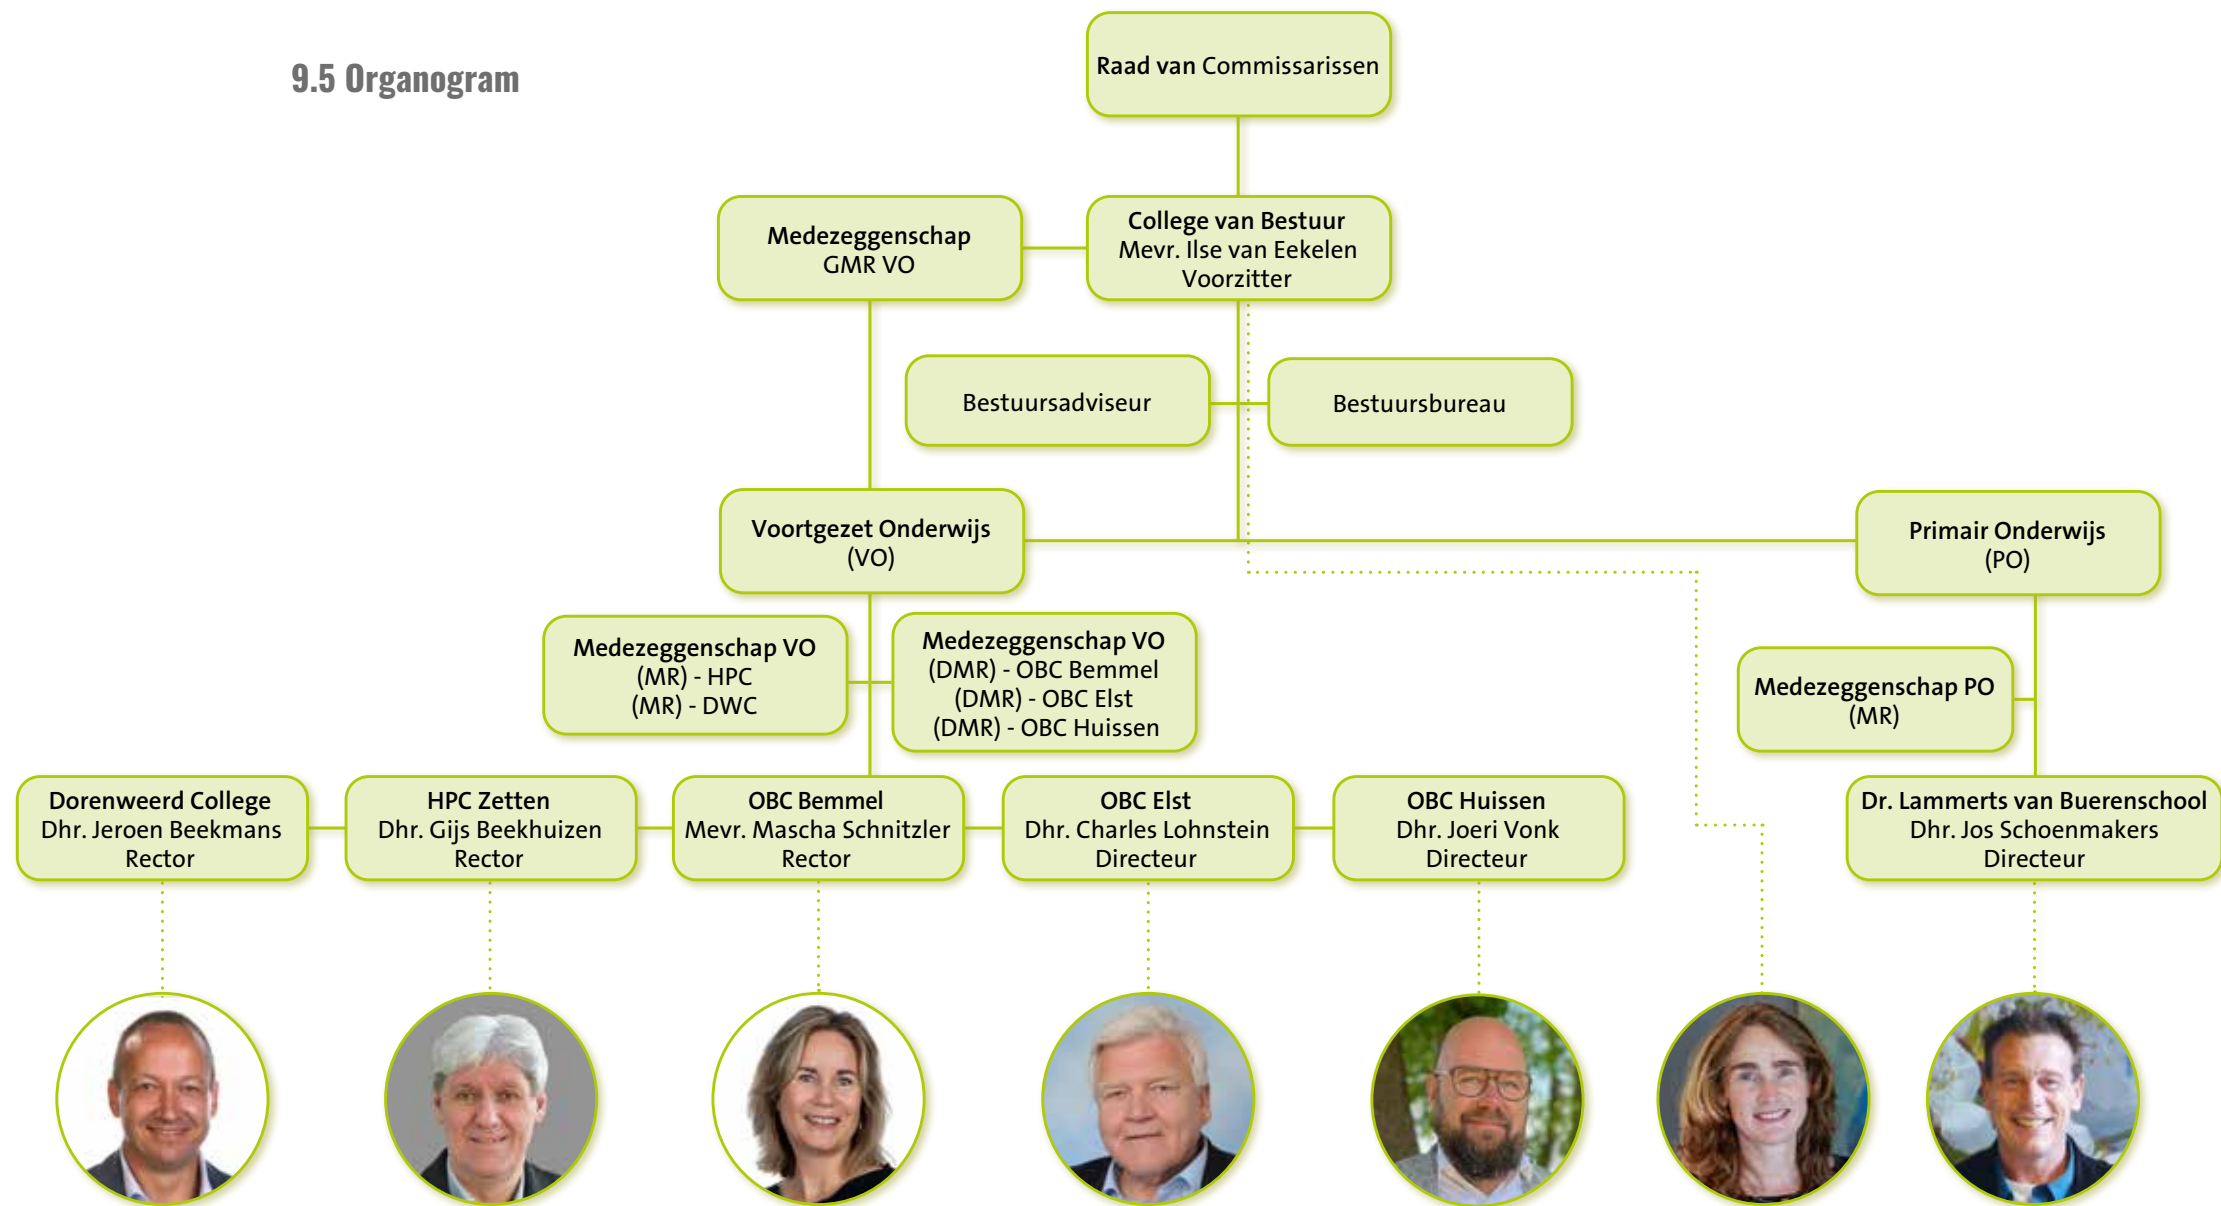 9.5 Organogram
Raad van Commissarissen
Medezeggenschap
GMR VO
College van Bestuur
Mevr. Ilse van Eekelen
Voorzitter
Bestuursadviseur
Bestuursbureau
Voortgezet Onderwijs
(VO)
Primair Onderwijs
(PO)
Medezeggenschap VO
(MR) - HPC
(MR) - DWC
Medezeggenschap VO
(DMR) - OBC Bemmel
(DMR) - OBC Elst
(DMR) - OBC Huissen
Medezeggenschap PO
(MR)
Dorenweerd College
Dhr. Jeroen Beekmans
Rector
HPC Zetten
Dhr. Gijs Beekhuizen
Rector
OBC Bemmel
Mevr. Mascha Schnitzler
Rector
OBC Elst
Dhr. Charles Lohnstein
Directeur
OBC Huissen
Dhr. Joeri Vonk
Directeur
Dr. Lammerts van Buerenschool
Dhr. Jos Schoenmakers
Directeur